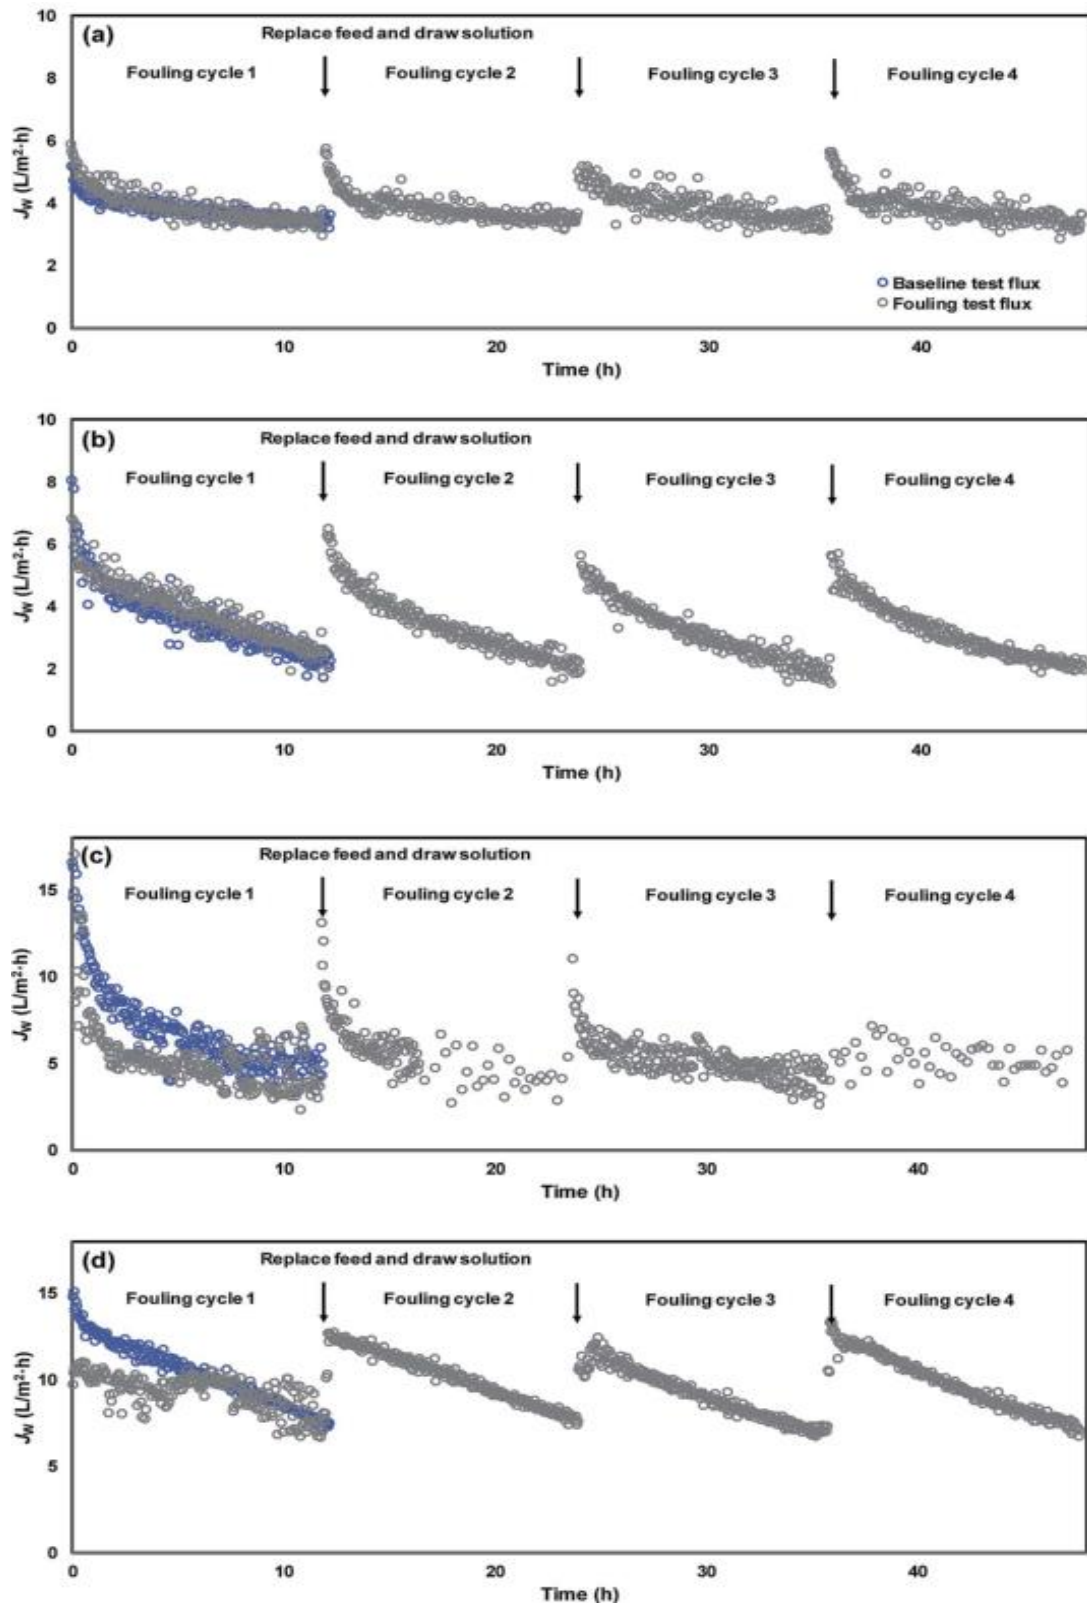 (a)
Replace feed and draw solution
Fouling cycle 1
Fouling cycle 2
Fouling cycle 3
Fouling cycle 4
10
8
6
4
2
0
J_W (L/m²·h)
Baseline test flux
Fouling test flux
0
10
20
30
40
Time (h)
(b)
Replace feed and draw solution
Fouling cycle 1
Fouling cycle 2
Fouling cycle 3
Fouling cycle 4
10
8
6
4
2
0
J_W (L/m²·h)
0
10
20
30
40
Time (h)
(c)
Replace feed and draw solution
Fouling cycle 1
Fouling cycle 2
Fouling cycle 3
Fouling cycle 4
15
10
5
0
J_W (L/m²·h)
0
10
20
30
40
Time (h)
(d)
Replace feed and draw solution
Fouling cycle 1
Fouling cycle 2
Fouling cycle 3
Fouling cycle 4
15
10
5
0
J_W (L/m²·h)
0
10
20
30
40
Time (h)